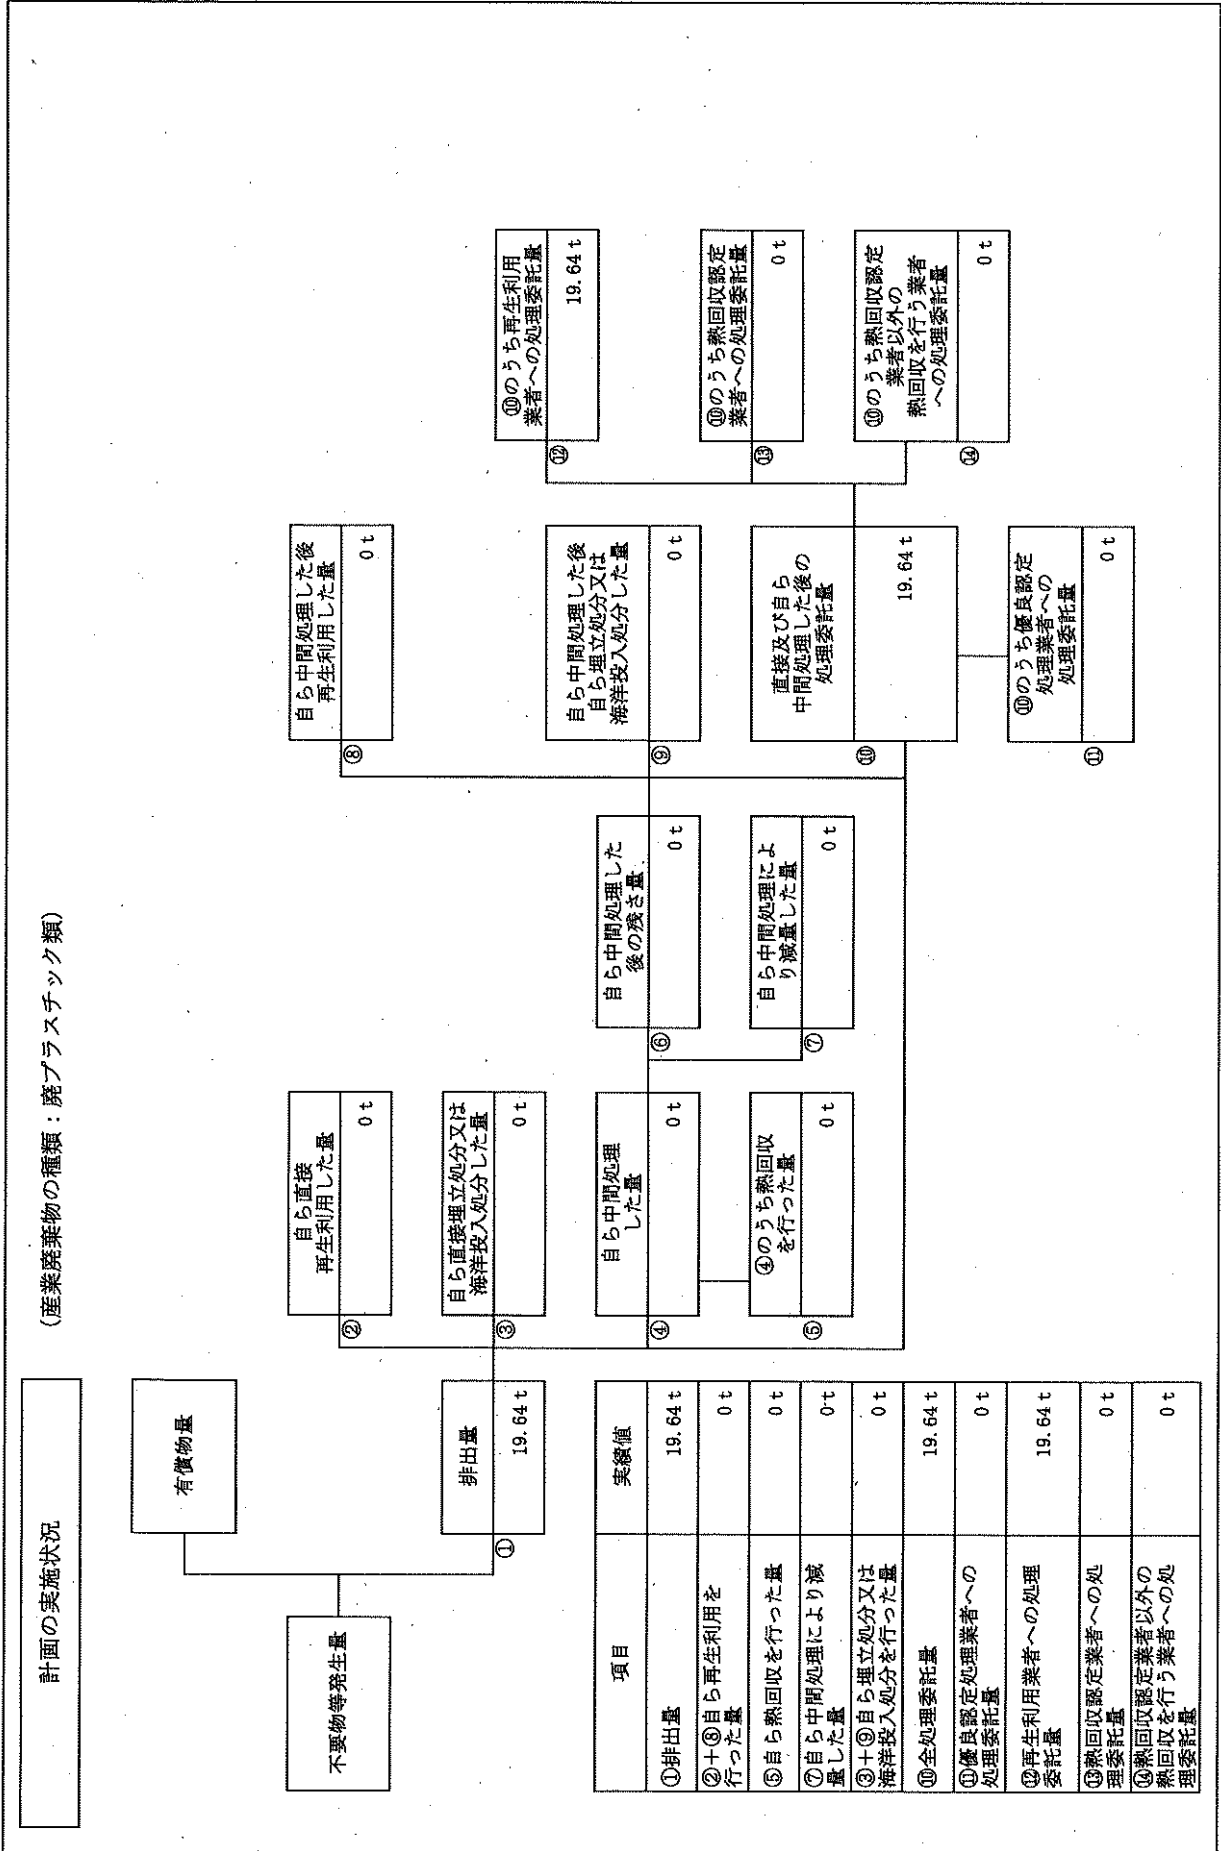 計画の実施状況
(産業廃棄物の種類：廃プラスチック類)
不要物等発生量
有償物量
①
排出量
19.64 t
②
自ら直接
再生利用した量
0 t
③
自ら直接埋立処分又は
海洋投入処分した量
0 t
④
自ら中間処理
した量
0 t
⑤
④のうち熱回収
を行った量
0 t
⑥
自ら中間処理した
後の残さ量
0 t
⑦
自ら中間処理によ
り減量した量
0 t
⑧
自ら中間処理した後
再生利用した量
0 t
⑨
自ら中間処理した後
自ら埋立処分又は
海洋投入処分した量
0 t
⑩
直接及び自ら
中間処理した後の
処理委託量
19.64 t
⑪
⑩のうち優良認定
処理業者への
処理委託量
0 t
⑫
⑩のうち再生利用
業者への処理委託量
19.64 t
⑬
⑩のうち熱回収認定
業者への処理委託量
0 t
⑭
⑩のうち熱回収認定
業者以外の
熱回収を行う業者
への処理委託量
0 t
項目 実績値
①排出量 19.64 t
②＋⑧自ら再生利用を
行った量 0 t
⑤自ら熱回収を行った量 0 t
⑦自ら中間処理により減
量した量 0 t
③＋⑨自ら埋立処分又は
海洋投入処分を行った量 0 t
⑩全処理委託量 19.64 t
⑪優良認定処理業者への
処理委託量 0 t
⑫再生利用業者への処理
委託量 19.64 t
⑬熱回収認定業者への処
理委託量 0 t
⑭熱回収認定業者以外の
熱回収を行う業者への処
理委託量 0 t